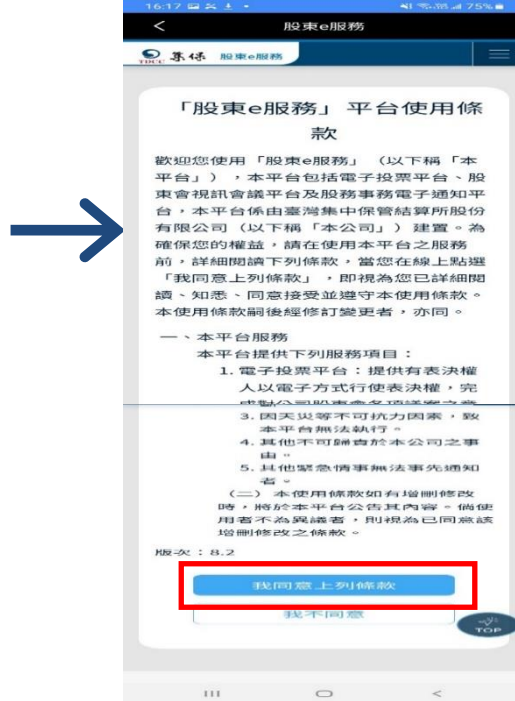 16:17
75%
股東e服務
TDCC 集保 股東e服務
「股東e服務」平台使用條
款
歡迎您使用「股東e服務」(以下稱「本
平台」),本平台包括電子投票平台、股
東會視訊會議平台及股務事務電子通知平
台,本平台係由臺灣集中保管結算所股份
有限公司(以下稱「本公司」)建置。為
確保您的權益,請在使用本平台之服務
前,詳細閱讀下列條款,當您在線上點選
「我同意上列條款」,即視為您已詳細閱
讀、知悉、同意接受並遵守本使用條款。
本使用條款嗣後經修訂變更者,亦同。
一、本平台服務
本平台提供下列服務項目:
1. 電子投票平台:提供有表決權
人以電子方式行使表決權,完
成對公司股東會各項議案之意
3. 因天災等不可抗力因素,致
本平台無法執行。
4. 其他不可歸責於本公司之事
由。
5. 其他緊急情事無法事先通知
者。
(二)本使用條款如有增刪修改
時,將於本平台公告其內容。倘使
用者不為異議者,則視為已同意該
增刪修改之條款。
版次:8.2
我同意上列條款
我不同意
TOP